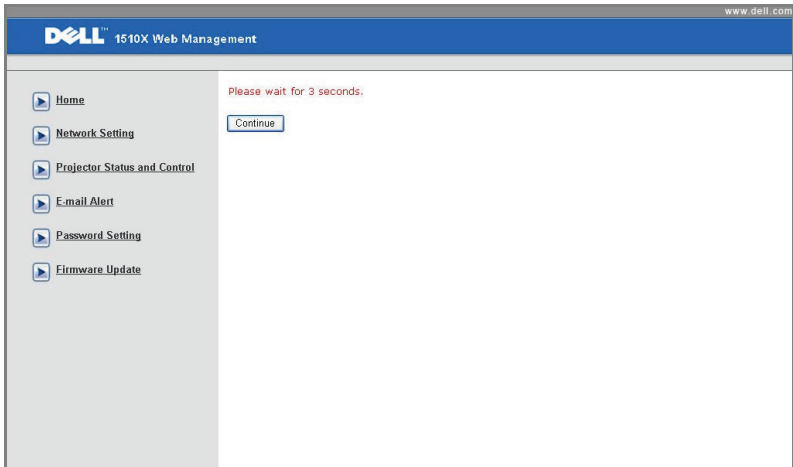 www.dell.com
DELL™ 1510X Web Management
Home
Network Setting
Projector Status and Control
E-mail Alert
Password Setting
Firmware Update
Please wait for 3 seconds.
Continue